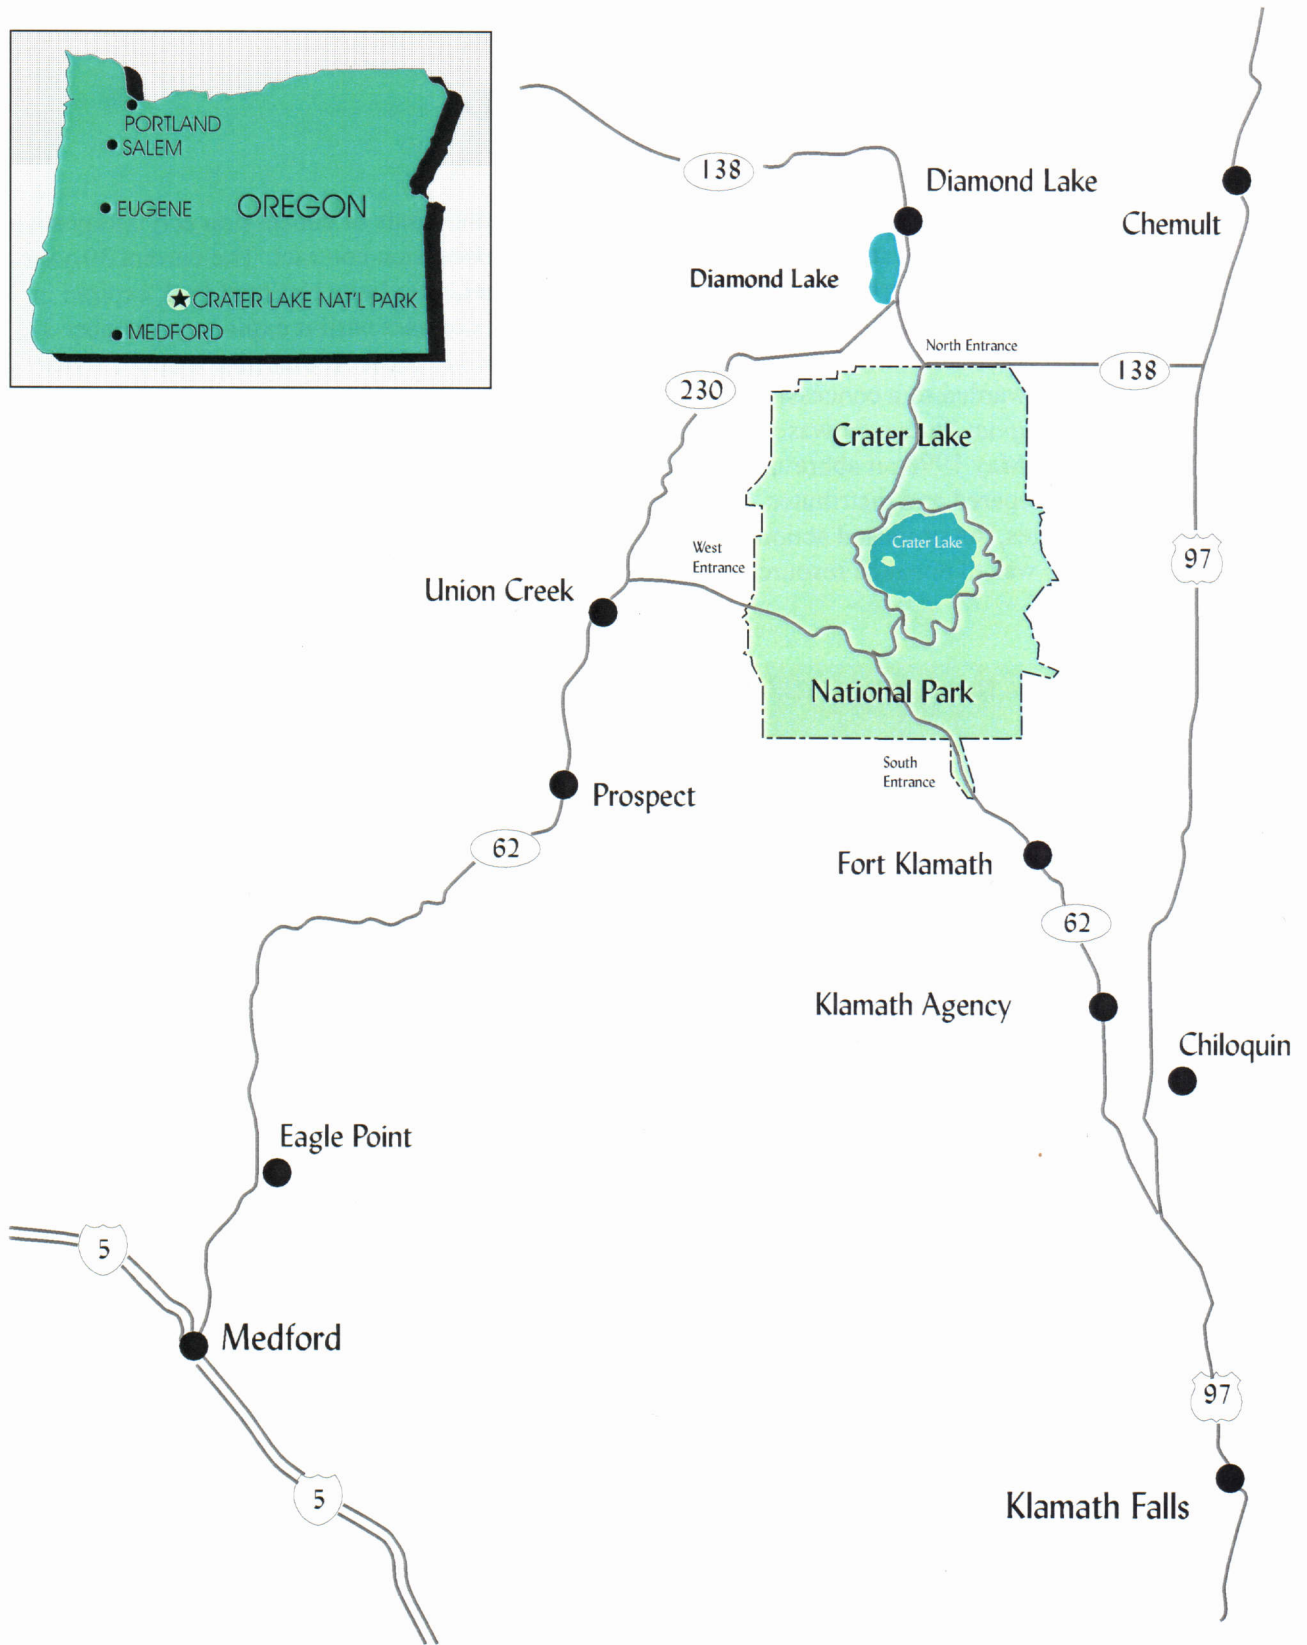 PORTLAND
SALEM
EUGENE
OREGON
CRATER LAKE NAT'L PARK
MEDFORD
138
Diamond Lake
Chemult
Diamond Lake
North Entrance
138
230
Crater Lake
Crater Lake
West
Entrance
97
Union Creek
National Park
South
Entrance
Prospect
62
Fort Klamath
62
Klamath Agency
Chiloquin
Eagle Point
5
Medford
97
5
Klamath Falls